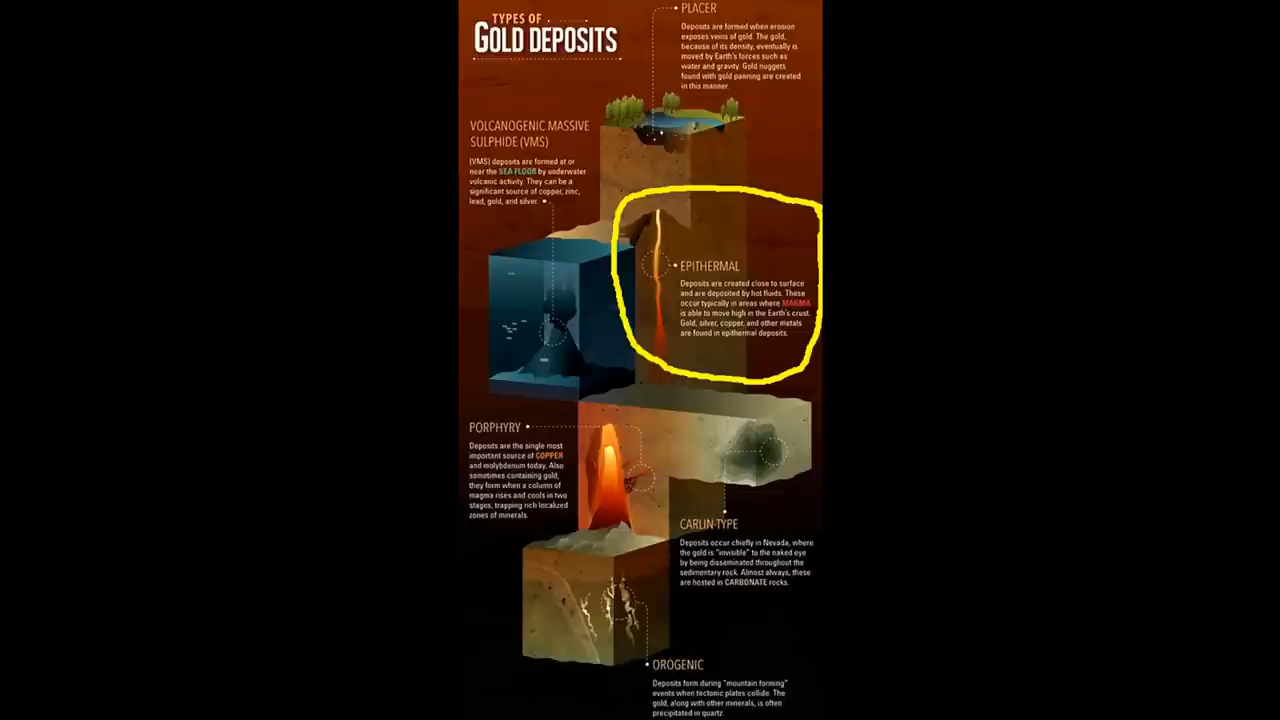 TYPES OF
GOLD DEPOSITS
PLACER
Deposits are formed when erosion
exposes veins of gold. The gold,
because of its density, eventually is
moved by Earth's forces such as
water and gravity. Gold nuggets
found with gold panning are created
in this manner.
VOLCANOGENIC MASSIVE
SULPHIDE (VMS)
(VMS) deposits are formed at or
near the SEA FLOOR by underwater
volcanic activity. They can be a
significant source of copper, zinc,
lead, gold, and silver.
EPITHERMAL
Deposits are created close to surface
and are deposited by hot fluids. These
occur typically in areas where MAGMA
is able to move high in the Earth's crust.
Gold, silver, copper, and other metals
are found in epithermal deposits.
PORPHYRY
Deposits are the single most
important source of COPPER
and molybdenum today. Also
sometimes containing gold,
they form when a column of
magma rises and cools in two
stages, trapping rich localized
zones of minerals.
CARLIN-TYPE
Deposits occur chiefly in Nevada, where
the gold is "invisible" to the naked eye
by being disseminated throughout the
sedimentary rock. Almost always, these
are hosted in CARBONATE rocks.
OROGENIC
Deposits form during "mountain forming"
events when tectonic plates collide. The
gold, along with other minerals, is often
precipitated in quartz.